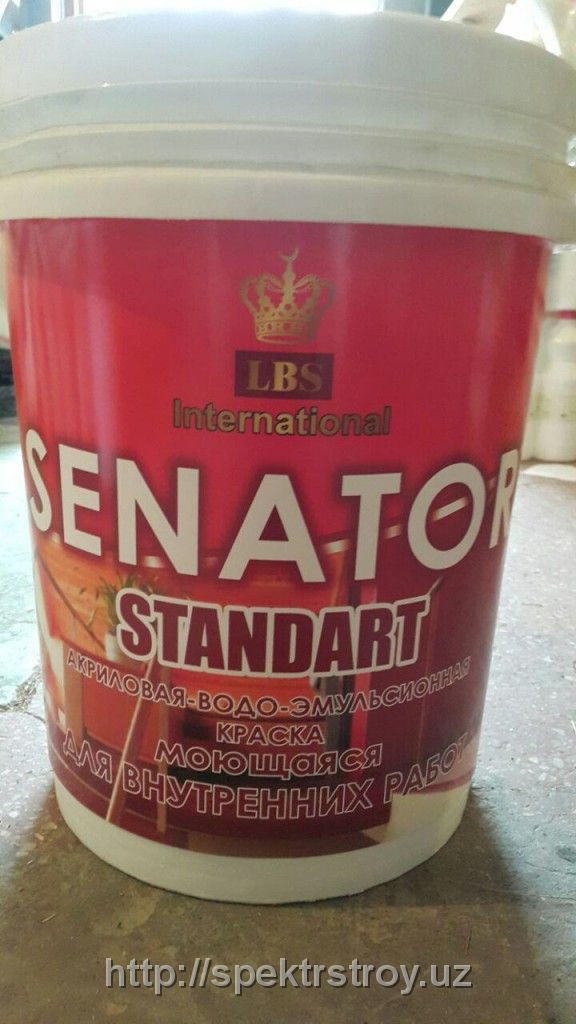 LBS
International
SENATOR
STANDART
АКРИЛОВАЯ-ВОДО-ЭМУЛЬСИОННАЯ
КРАСКА
МОЮЩАЯСЯ
ДЛЯ ВНУТРЕННИХ РАБОТ
http://spektrstroy.uz